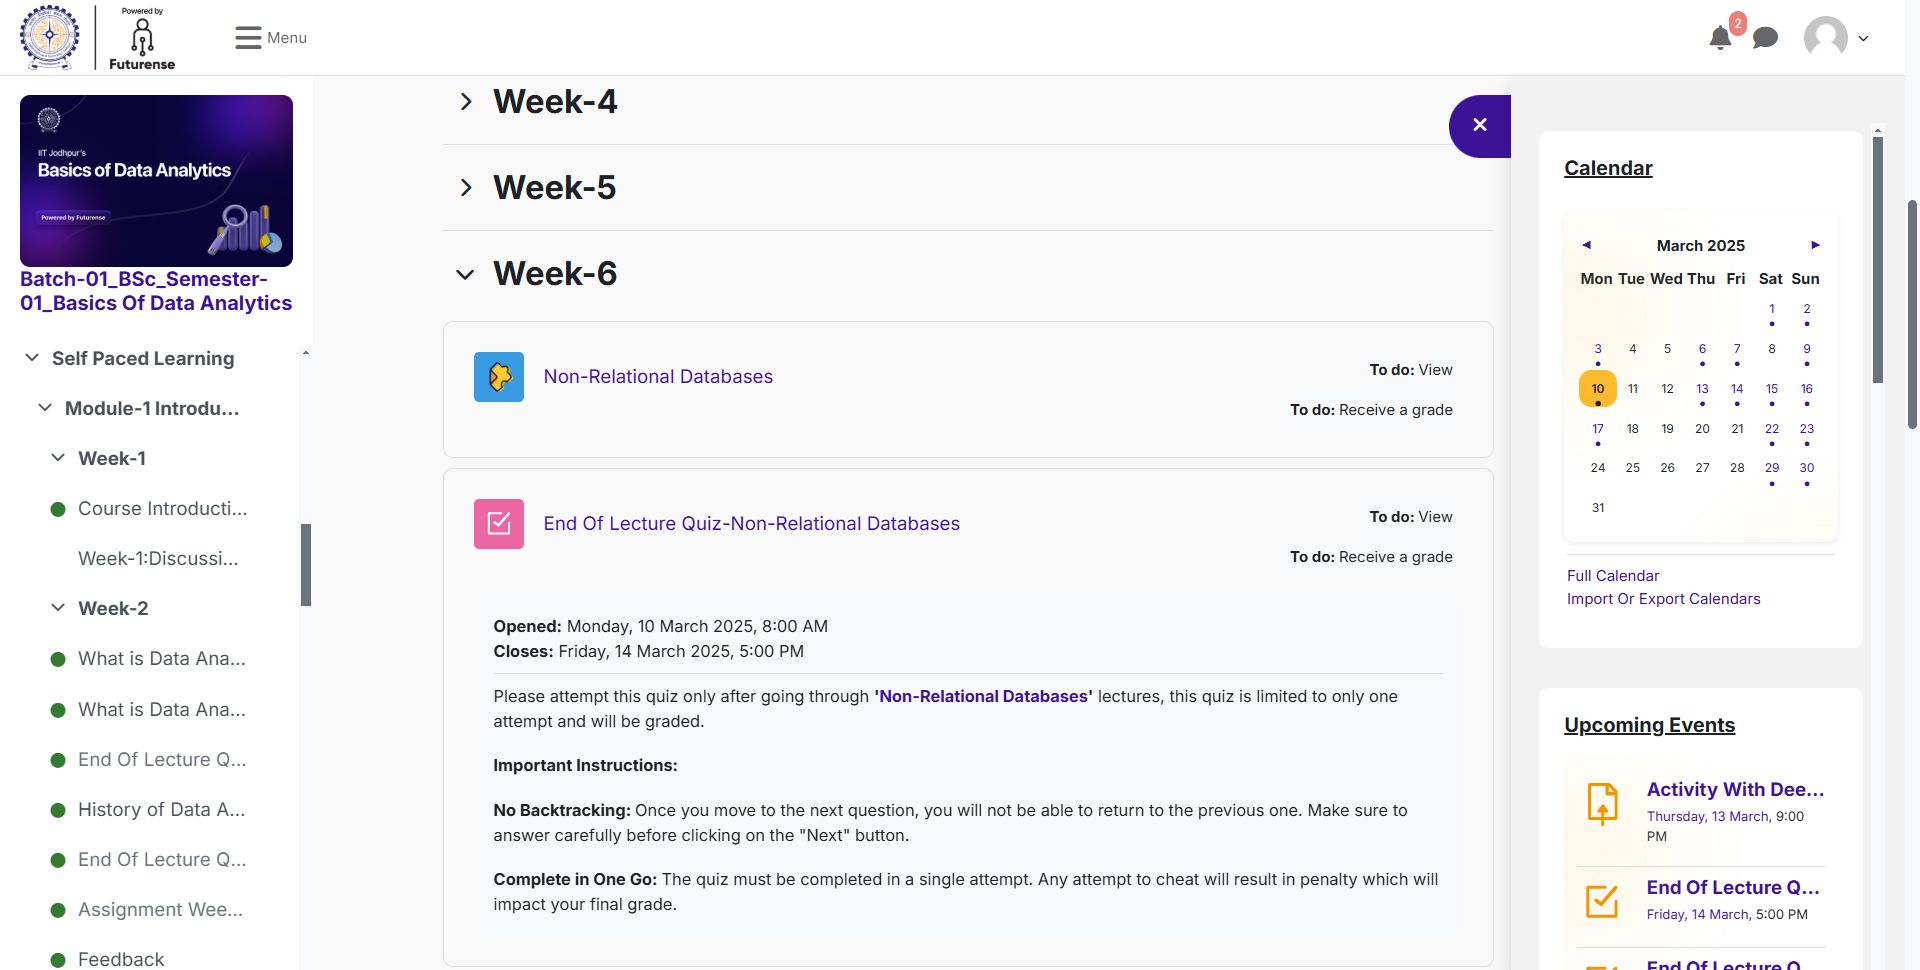 Powered by
Futurense
Menu
2
IIT Jodhpur's
Basics of Data Analytics
Powered by Futurense
Batch-01_BSc_Semester-
01_Basics Of Data Analytics
Self Paced Learning
Module-1 Introdu...
Week-1
Course Introducti...
Week-1:Discussi...
Week-2
What is Data Ana...
What is Data Ana...
End Of Lecture Q...
History of Data A...
End Of Lecture Q...
Assignment Wee...
Feedback
Week-4
Week-5
Week-6
Non-Relational Databases
To do: View
To do: Receive a grade
End Of Lecture Quiz-Non-Relational Databases
To do: View
To do: Receive a grade
Opened: Monday, 10 March 2025, 8:00 AM
Closes: Friday, 14 March 2025, 5:00 PM
Please attempt this quiz only after going through 'Non-Relational Databases' lectures, this quiz is limited to only one
attempt and will be graded.
Important Instructions:
No Backtracking: Once you move to the next question, you will not be able to return to the previous one. Make sure to
answer carefully before clicking on the "Next" button.
Complete in One Go: The quiz must be completed in a single attempt. Any attempt to cheat will result in penalty which will
impact your final grade.
Calendar
March 2025
Mon Tue Wed Thu Fri Sat Sun
1 2
3 4 5 6 7 8 9
10 11 12 13 14 15 16
17 18 19 20 21 22 23
24 25 26 27 28 29 30
31
Full Calendar
Import Or Export Calendars
Upcoming Events
Activity With Dee...
Thursday, 13 March, 9:00
PM
End Of Lecture Q...
Friday, 14 March, 5:00 PM
End Of Lecture Q...